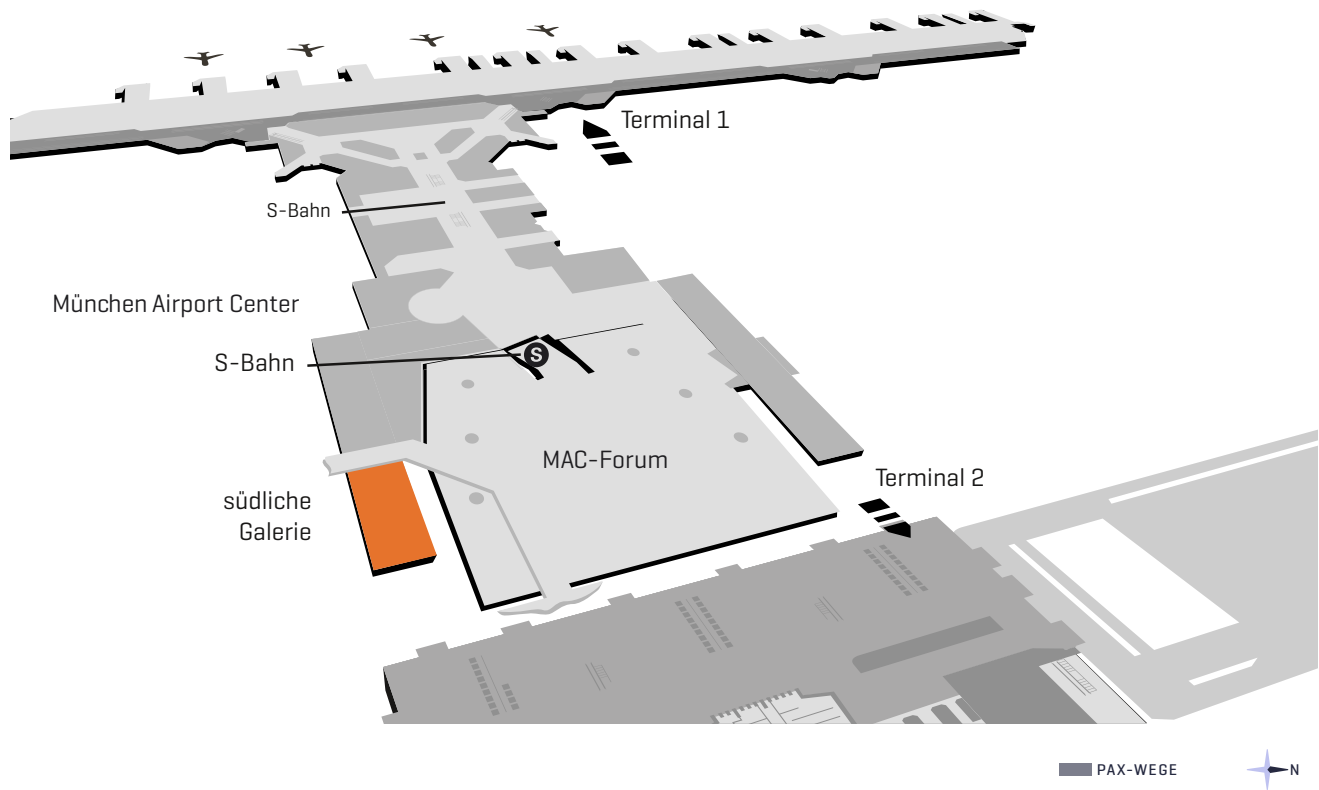 Terminal 1
S-Bahn
München Airport Center
S-Bahn
S
MAC-Forum
Terminal 2
südliche
Galerie
PAX-WEGE
N